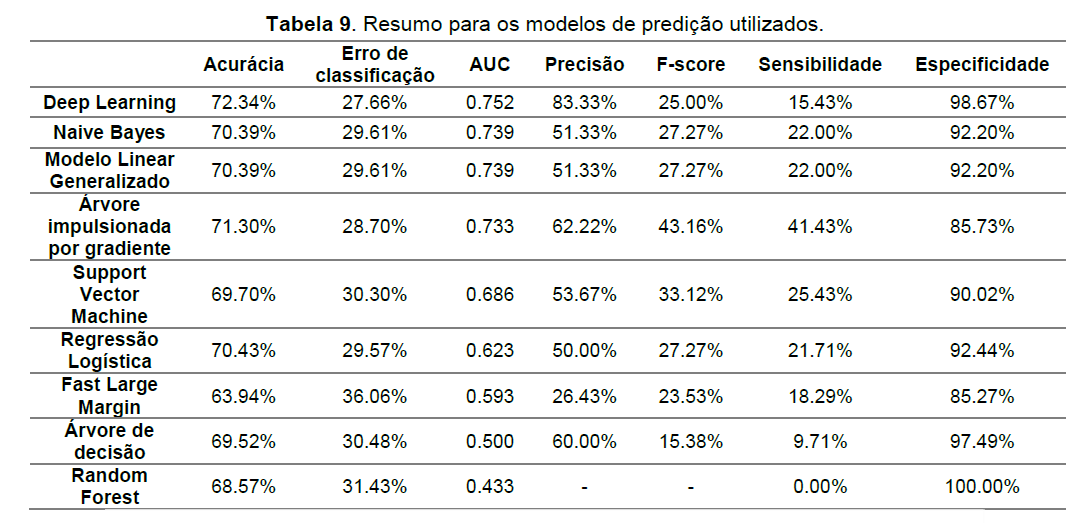 Tabela 9. Resumo para os modelos de predição utilizados.
Acurácia Erro de classificação AUC Precisão F-score Sensibilidade Especificidade
Deep Learning 72.34% 27.66% 0.752 83.33% 25.00% 15.43% 98.67%
Naive Bayes 70.39% 29.61% 0.739 51.33% 27.27% 22.00% 92.20%
Modelo Linear
Generalizado 70.39% 29.61% 0.739 51.33% 27.27% 22.00% 92.20%
Árvore
impulsionada
por gradiente 71.30% 28.70% 0.733 62.22% 43.16% 41.43% 85.73%
Support
Vector
Machine 69.70% 30.30% 0.686 53.67% 33.12% 25.43% 90.02%
Regressão
Logística 70.43% 29.57% 0.623 50.00% 27.27% 21.71% 92.44%
Fast Large
Margin 63.94% 36.06% 0.593 26.43% 23.53% 18.29% 85.27%
Árvore de
decisão 69.52% 30.48% 0.500 60.00% 15.38% 9.71% 97.49%
Random
Forest 68.57% 31.43% 0.433 - - 0.00% 100.00%